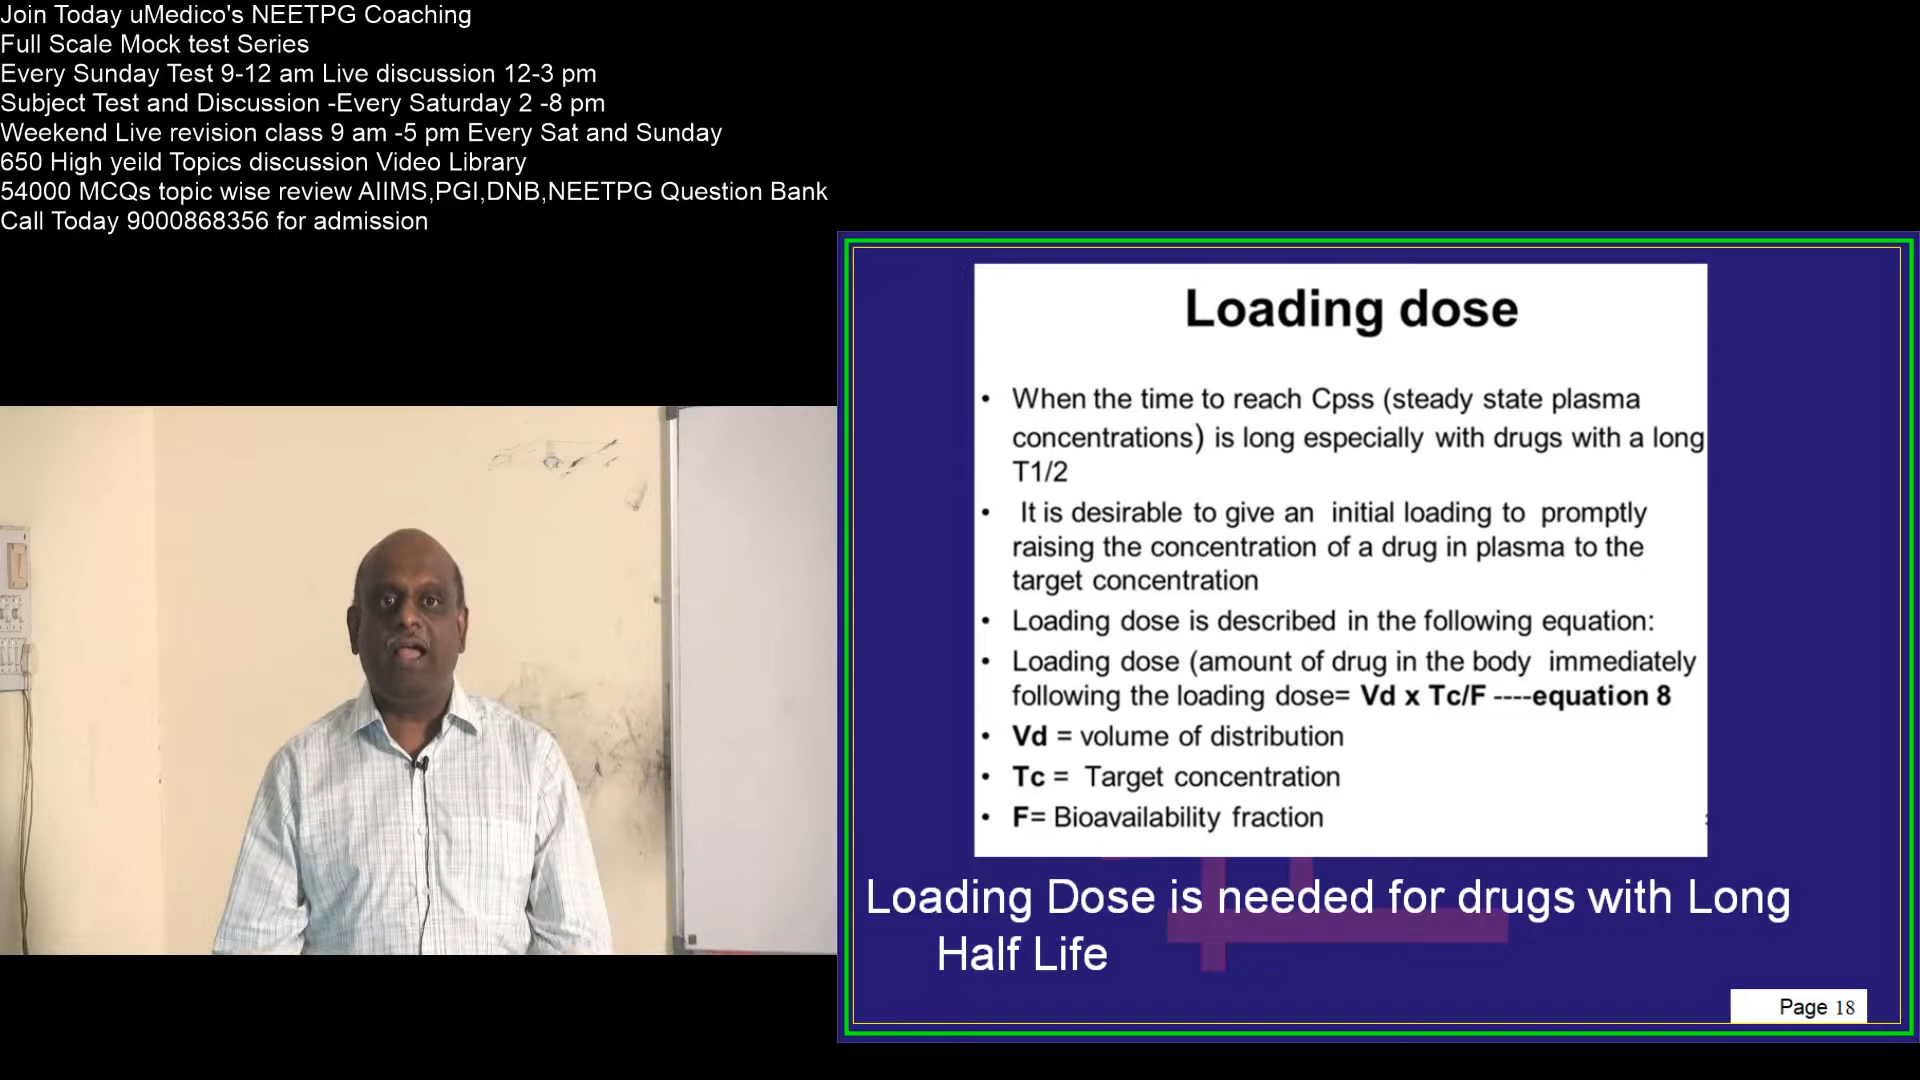 Join Today uMedico's NEETPG Coaching
Full Scale Mock test Series
Every Sunday Test 9-12 am Live discussion 12-3 pm
Subject Test and Discussion -Every Saturday 2 -8 pm
Weekend Live revision class 9 am -5 pm Every Sat and Sunday
650 High yeild Topics discussion Video Library
54000 MCQs topic wise review AIIMS,PGI,DNB,NEETPG Question Bank
Call Today 9000868356 for admission
Loading dose
• When the time to reach Cpss (steady state plasma
concentrations) is long especially with drugs with a long
T1/2
• It is desirable to give an initial loading to promptly
raising the concentration of a drug in plasma to the
target concentration
• Loading dose is described in the following equation:
• Loading dose (amount of drug in the body immediately
following the loading dose= Vd x Tc/F ----equation 8
• Vd = volume of distribution
• Tc = Target concentration
• F= Bioavailability fraction
Loading Dose is needed for drugs with Long
Half Life
Page 18